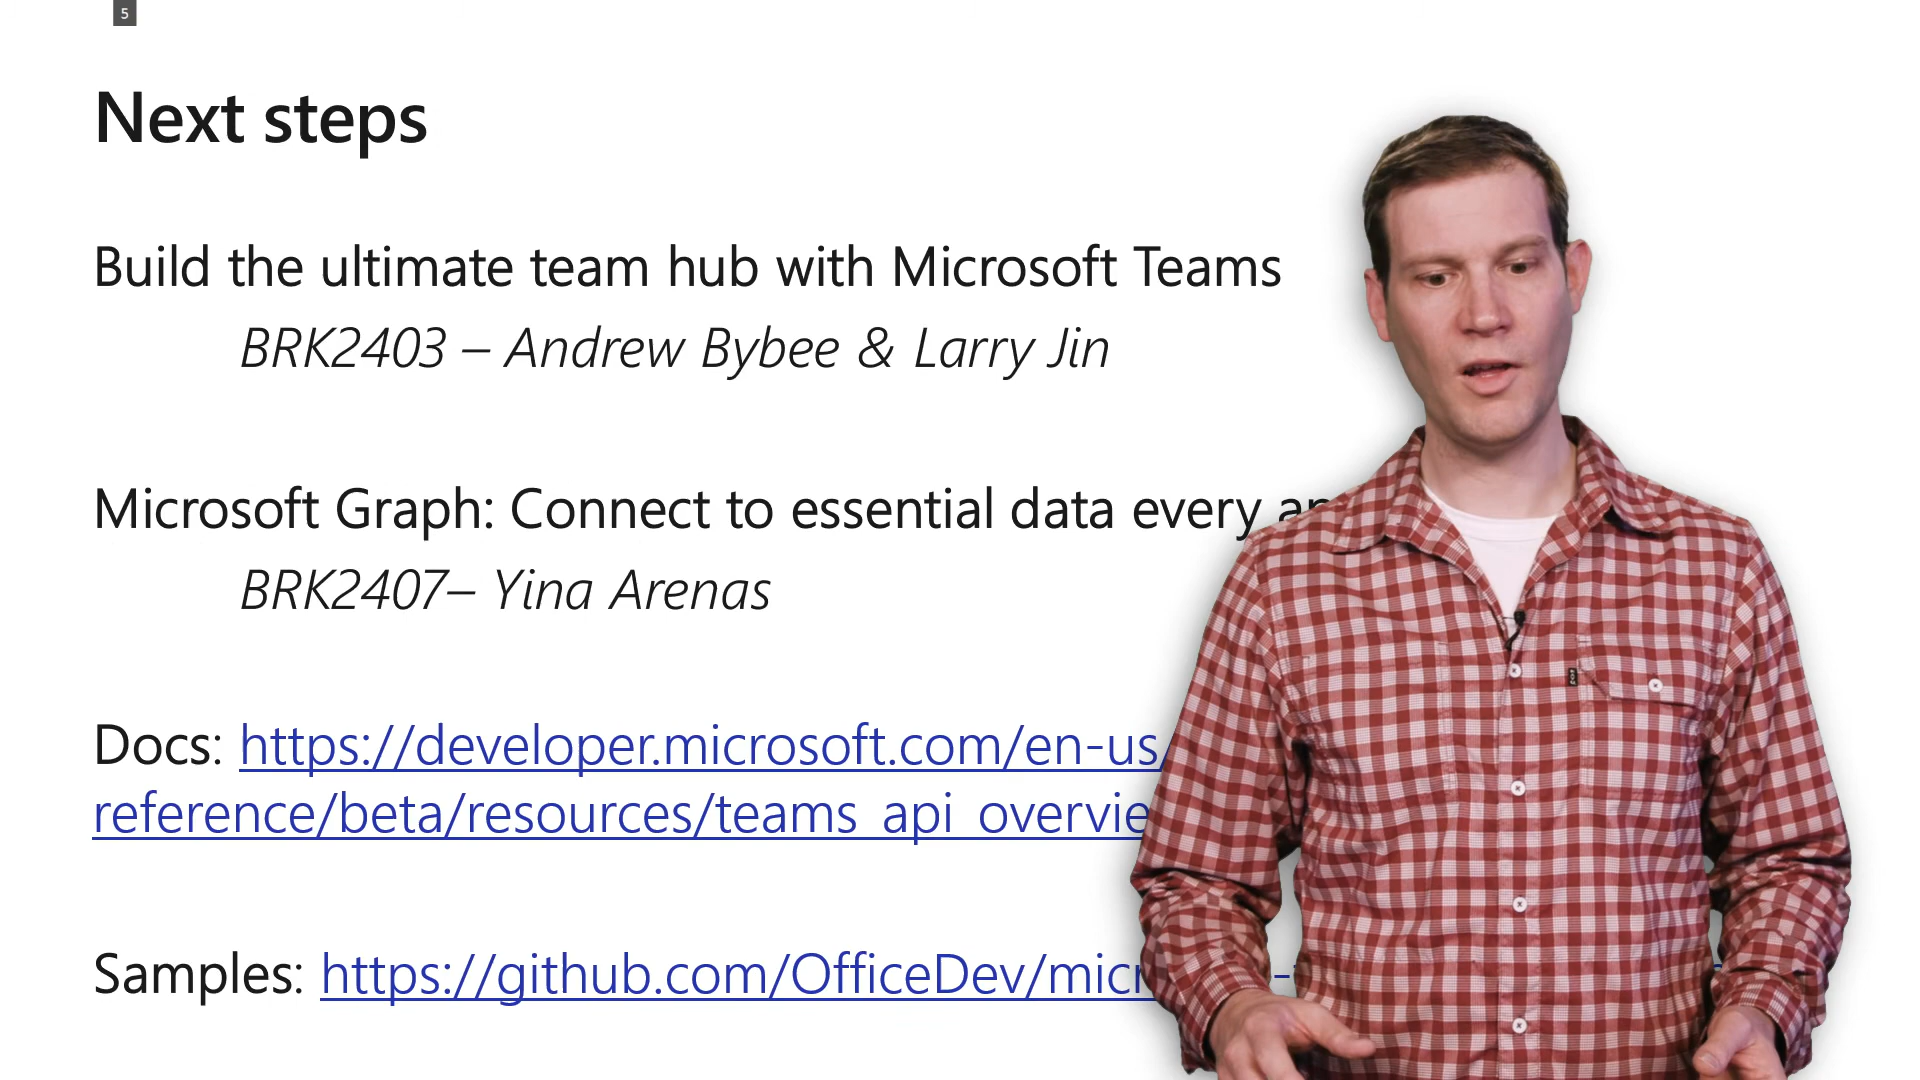 5
Next steps
Build the ultimate team hub with Microsoft Teams
BRK2403 – Andrew Bybee & Larry Jin
Microsoft Graph: Connect to essential data every
BRK2407– Yina Arenas
Docs: https://developer.microsoft.com/en-us/
reference/beta/resources/teams_api_overvie
Samples: https://github.com/OfficeDev/micr